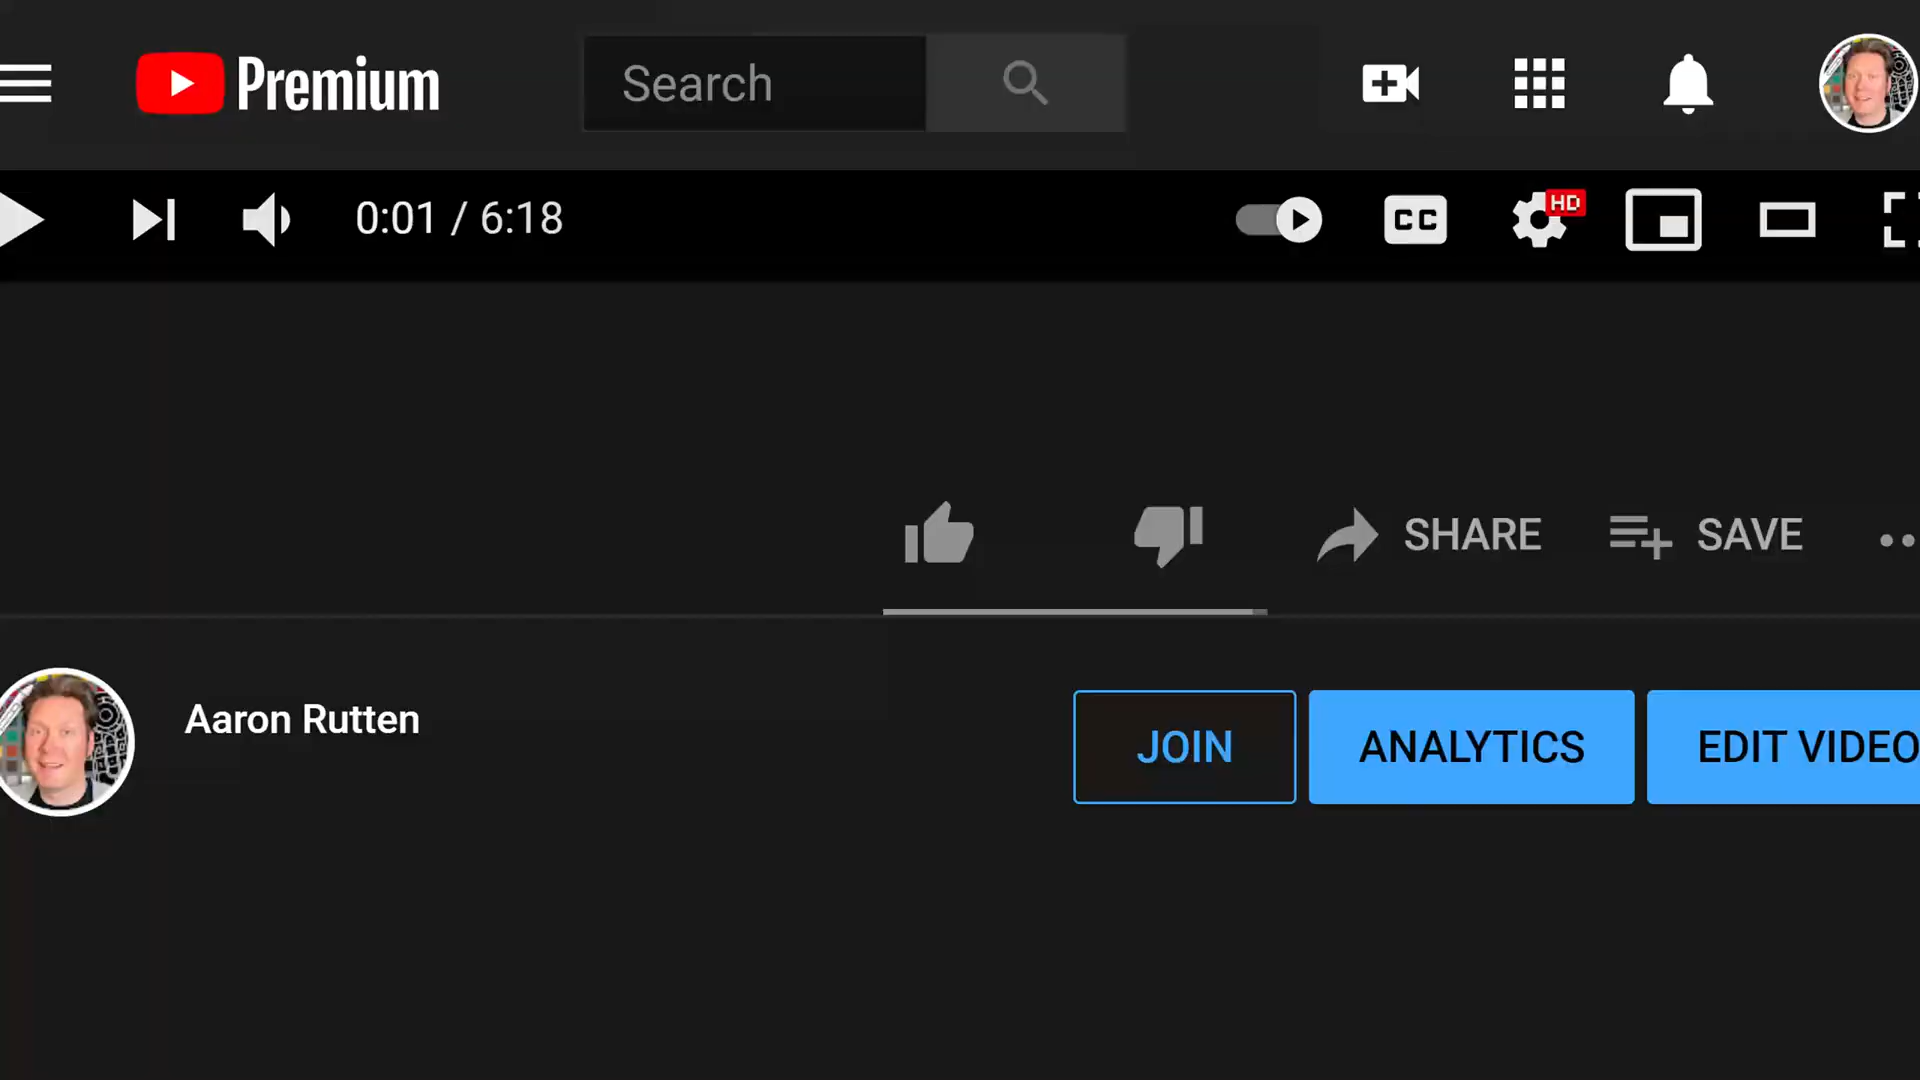 Premium
Search
0:01 / 6:18
CC
HD
SHARE
SAVE
Aaron Rutten
JOIN
ANALYTICS
EDIT VIDEO